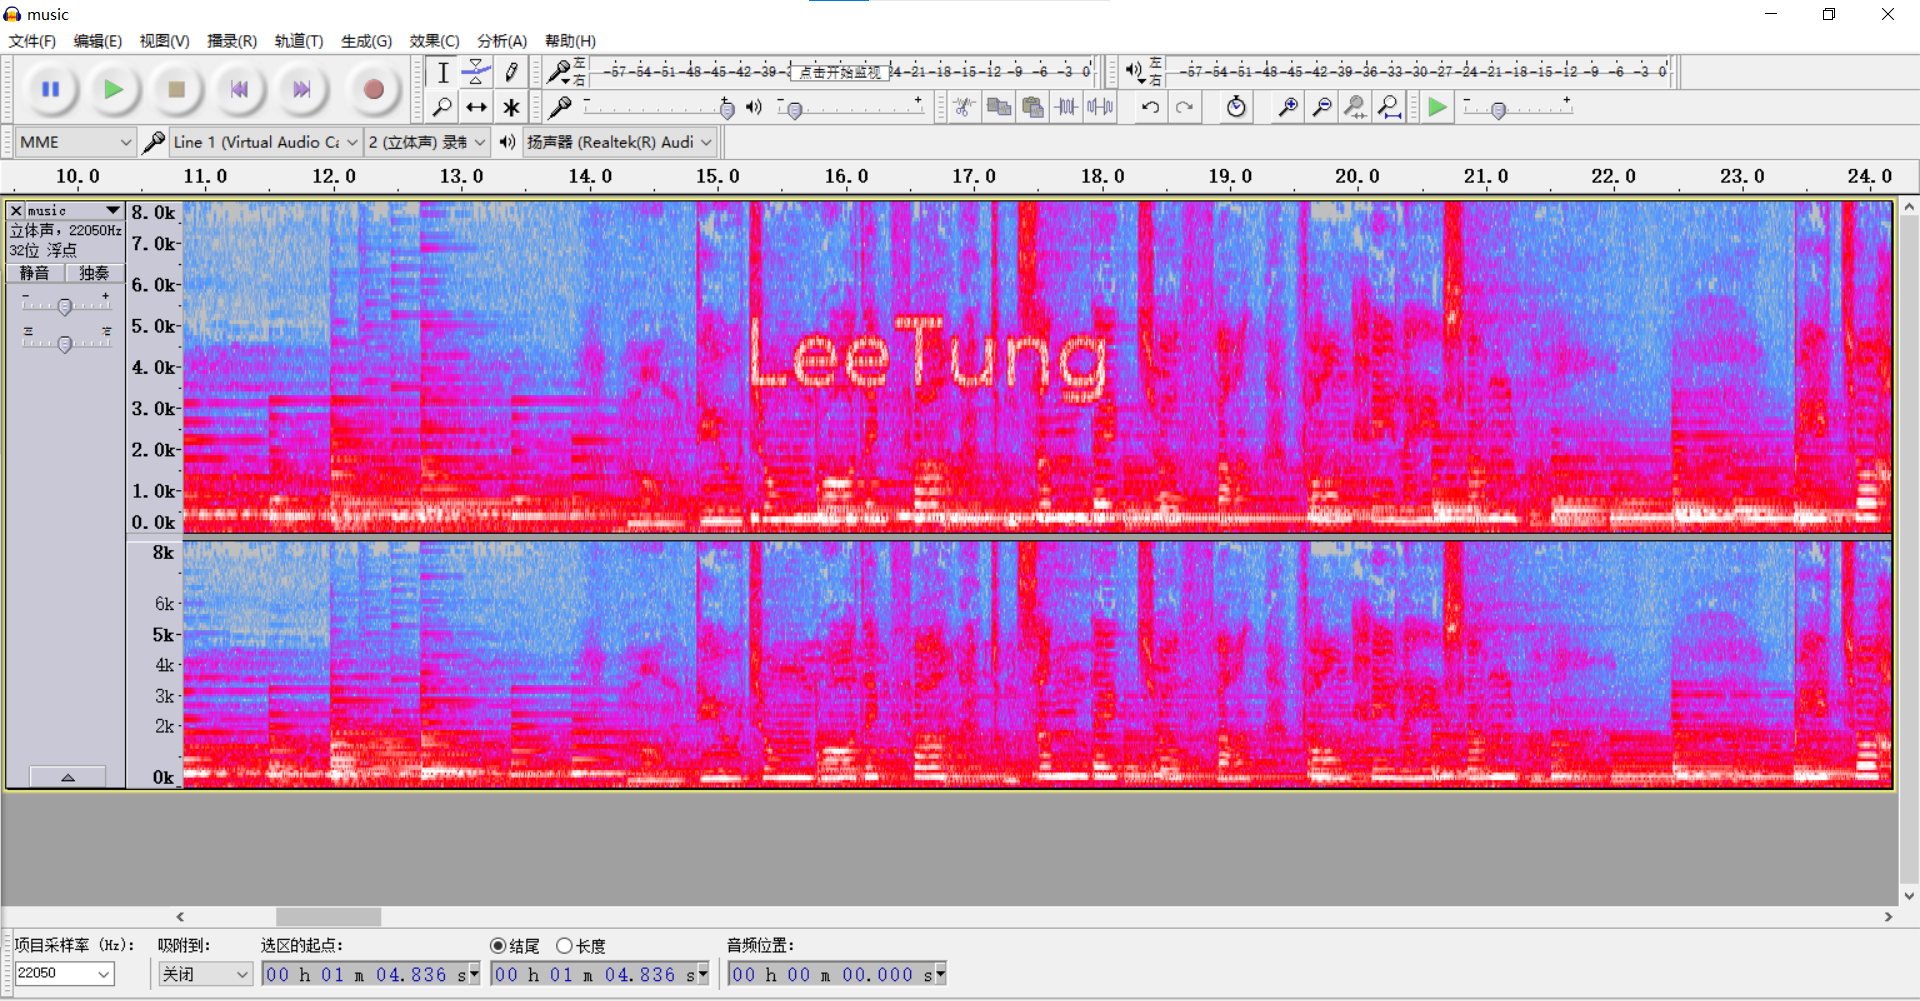 music
文件(F) 编辑(E) 视图(V) 播录(R) 轨道(T) 生成(G) 效果(C) 分析(A) 帮助(H)
左 右 -57 -54 -51 -48 -45 -42 -39 点击开始监视 -21 -18 -15 -12 -9 -6 -3 0
左 右 -57 -54 -51 -48 -45 -42 -39 -36 -33 -30 -27 -24 -21 -18 -15 -12 -9 -6 -3 0
MME Line 1 (Virtual Audio Ca 2 (立体声) 录制 扬声器 (Realtek(R) Audi
10.0 11.0 12.0 13.0 14.0 15.0 16.0 17.0 18.0 19.0 20.0 21.0 22.0 23.0 24.0
music
立体声, 22050Hz
32位 浮点
静音 独奏
- +
左 右
8.0k
7.0k
6.0k
5.0k
4.0k
3.0k
2.0k
1.0k
0.0k
LeeTung
8k
6k
5k
4k
3k
2k
0k
项目采样率 (Hz): 吸附到: 选区的起点: 结尾 长度 音频位置:
22050 关闭 00 h 01 m 04.836 s 00 h 01 m 04.836 s 00 h 00 m 00.000 s